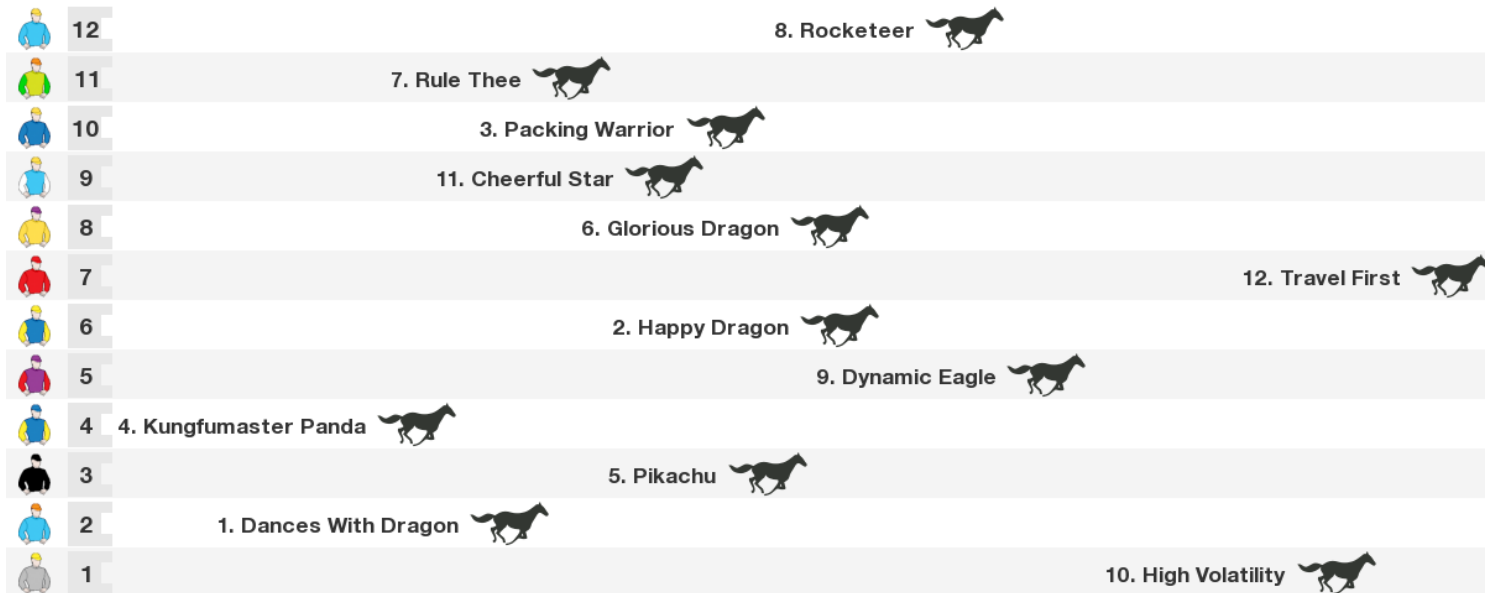 12 8. Rocketeer
11 7. Rule Thee
10 3. Packing Warrior
9 11. Cheerful Star
8 6. Glorious Dragon
7 12. Travel First
6 2. Happy Dragon
5 9. Dynamic Eagle
4 4. Kungfumaster Panda
3 5. Pikachu
2 1. Dances With Dragon
1 10. High Volatility